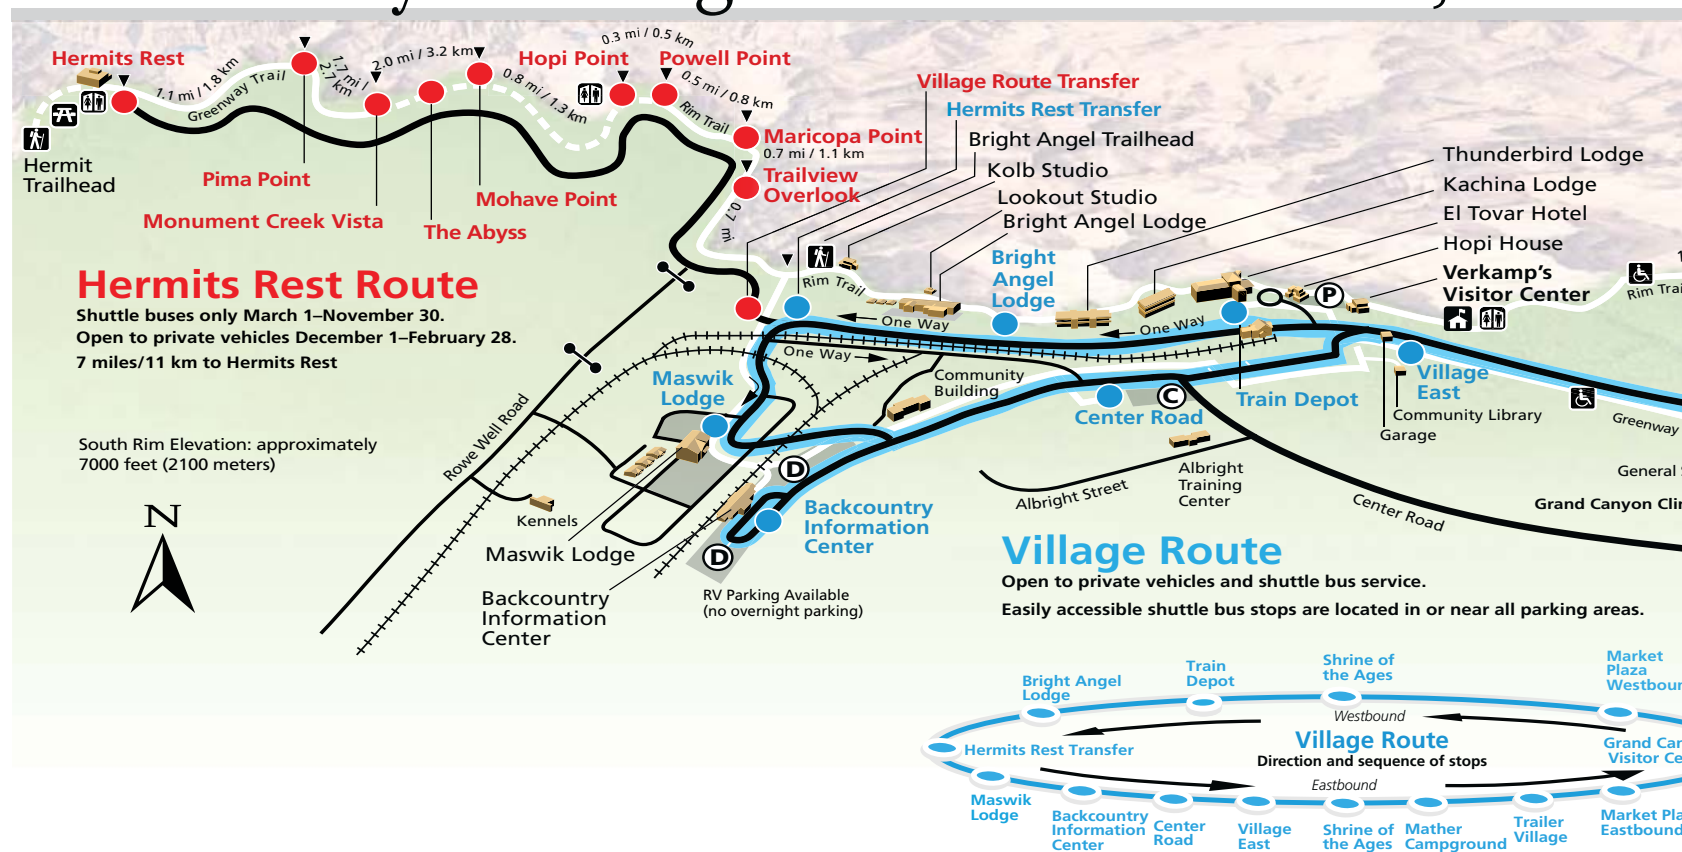 Hermits Rest
1.1 mi / 1.8 km
Greenway Trail
1.7 mi /
2.7 km
2.0 mi / 3.2 km
0.8 mi / 1.3 km
Hopi Point
0.3 mi / 0.5 km
Powell Point
0.5 mi / 0.8 km
Rim Trail
Maricopa Point
0.7 mi / 1.1 km
Trailview
Overlook
0.7 mi
Hermit
Trailhead
Pima Point
Monument Creek Vista
The Abyss
Mohave Point
Village Route Transfer
Hermits Rest Transfer
Bright Angel Trailhead
Kolb Studio
Lookout Studio
Bright Angel Lodge
Thunderbird Lodge
Kachina Lodge
El Tovar Hotel
Hopi House
Verkamp's
Visitor Center
P
Rim Trai
Hermits Rest Route
Shuttle buses only March 1–November 30.
Open to private vehicles December 1–February 28.
7 miles/11 km to Hermits Rest
Bright
Angel
Lodge
Rim Trail
One Way
One Way
One Way
Maswik
Lodge
Community
Building
Center Road
C
Train Depot
Village
East
Community Library
Garage
Greenway
South Rim Elevation: approximately
7000 feet (2100 meters)
Rowe Well Road
N
Kennels
Maswik Lodge
Backcountry
Information
Center
D
D
Backcountry
Information
Center
RV Parking Available
(no overnight parking)
Albright Street
Albright
Training
Center
Center Road
General
Grand Canyon Clin
Village Route
Open to private vehicles and shuttle bus service.
Easily accessible shuttle bus stops are located in or near all parking areas.
Bright Angel
Lodge
Train
Depot
Shrine of
the Ages
Market
Plaza
Westboun
Westbound
Hermits Rest Transfer
Village Route
Direction and sequence of stops
Grand Can
Visitor Ce
Eastbound
Maswik
Lodge
Backcountry
Information
Center
Center
Road
Village
East
Shrine of
the Ages
Mather
Campground
Trailer
Village
Market Pla
Eastbound